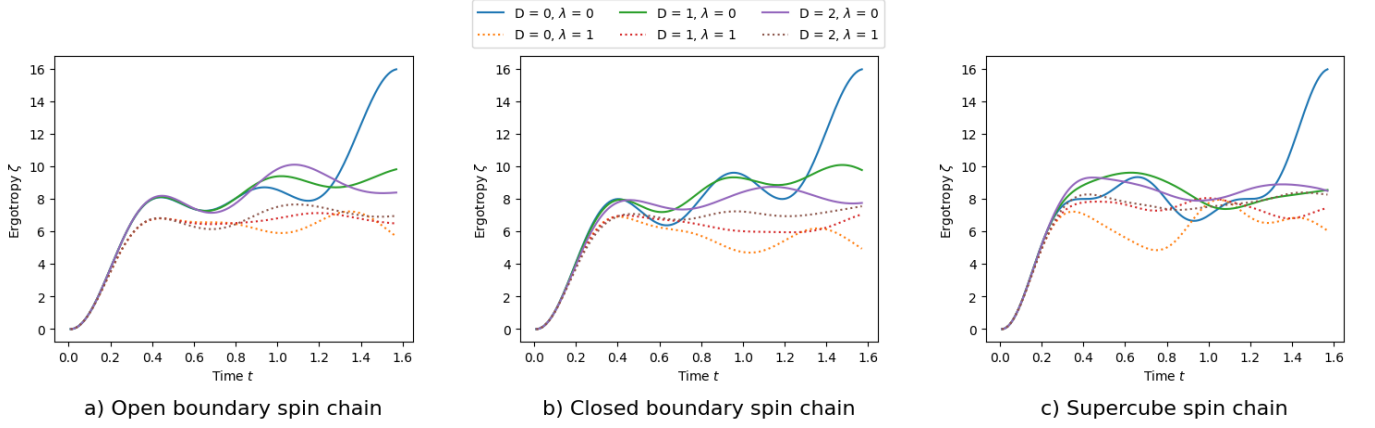 D = 0, λ = 0 D = 1, λ = 0 D = 2, λ = 0
D = 0, λ = 1 D = 1, λ = 1 D = 2, λ = 1
Ergotropy ζ
16
14
12
10
8
6
4
2
0
0.0 0.2 0.4 0.6 0.8 1.0 1.2 1.4 1.6
Time t
a) Open boundary spin chain
Ergotropy ζ
16
14
12
10
8
6
4
2
0
0.0 0.2 0.4 0.6 0.8 1.0 1.2 1.4 1.6
Time t
b) Closed boundary spin chain
Ergotropy ζ
16
14
12
10
8
6
4
2
0
0.0 0.2 0.4 0.6 0.8 1.0 1.2 1.4 1.6
Time t
c) Supercube spin chain